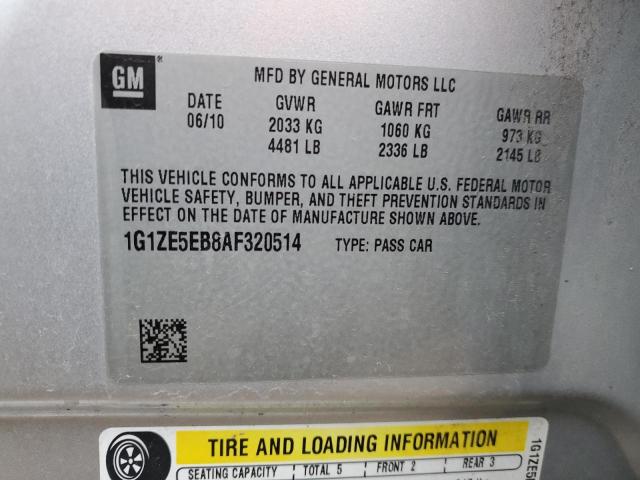 GM
®
MFD BY GENERAL MOTORS LLC
DATE GVWR GAWR FRT GAWR RR
06/10 2033 KG 1060 KG 973 KG
4481 LB 2336 LB 2145 LB
THIS VEHICLE CONFORMS TO ALL APPLICABLE U.S. FEDERAL MOTOR
VEHICLE SAFETY, BUMPER, AND THEFT PREVENTION STANDARDS IN
EFFECT ON THE DATE OF MANUFACTURE SHOWN ABOVE.
1G1ZE5EB8AF320514 TYPE: PASS CAR
TIRE AND LOADING INFORMATION
SEATING CAPACITY TOTAL 5 FRONT 2 REAR 3
1G1ZE5